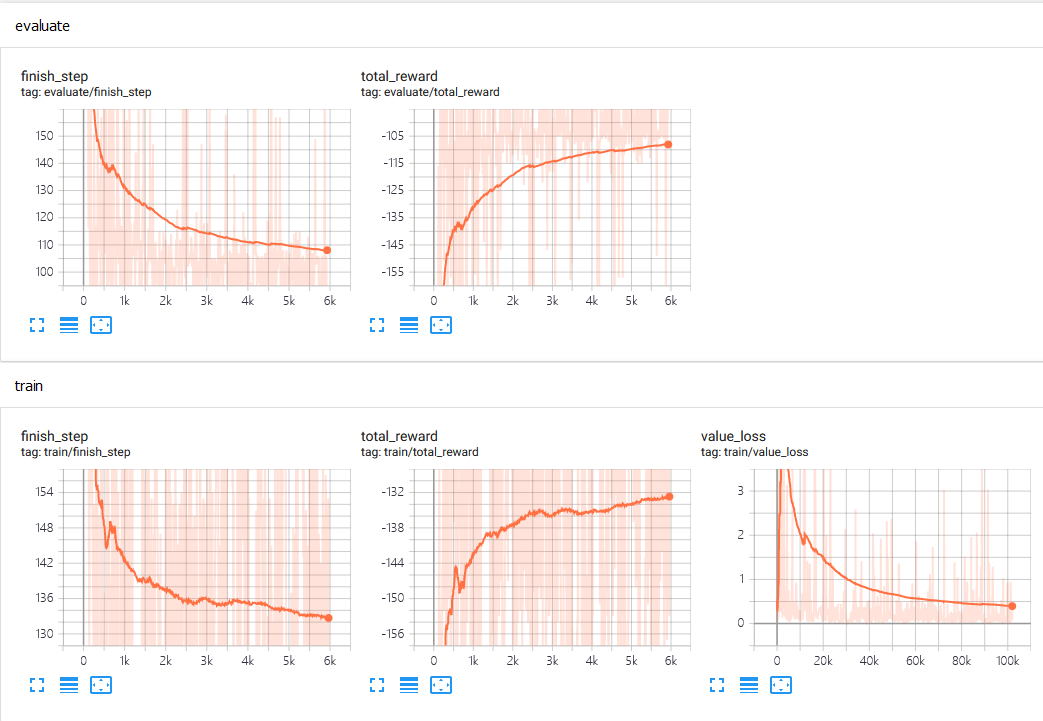 evaluate
finish_step
tag: evaluate/finish_step
150
140
130
120
110
100
0 1k 2k 3k 4k 5k 6k
total_reward
tag: evaluate/total_reward
-105
-115
-125
-135
-145
-155
0 1k 2k 3k 4k 5k 6k
train
finish_step
tag: train/finish_step
154
148
142
136
130
0 1k 2k 3k 4k 5k 6k
total_reward
tag: train/total_reward
-132
-138
-144
-150
-156
0 1k 2k 3k 4k 5k 6k
value_loss
tag: train/value_loss
3
2
1
0
0 20k 40k 60k 80k 100k